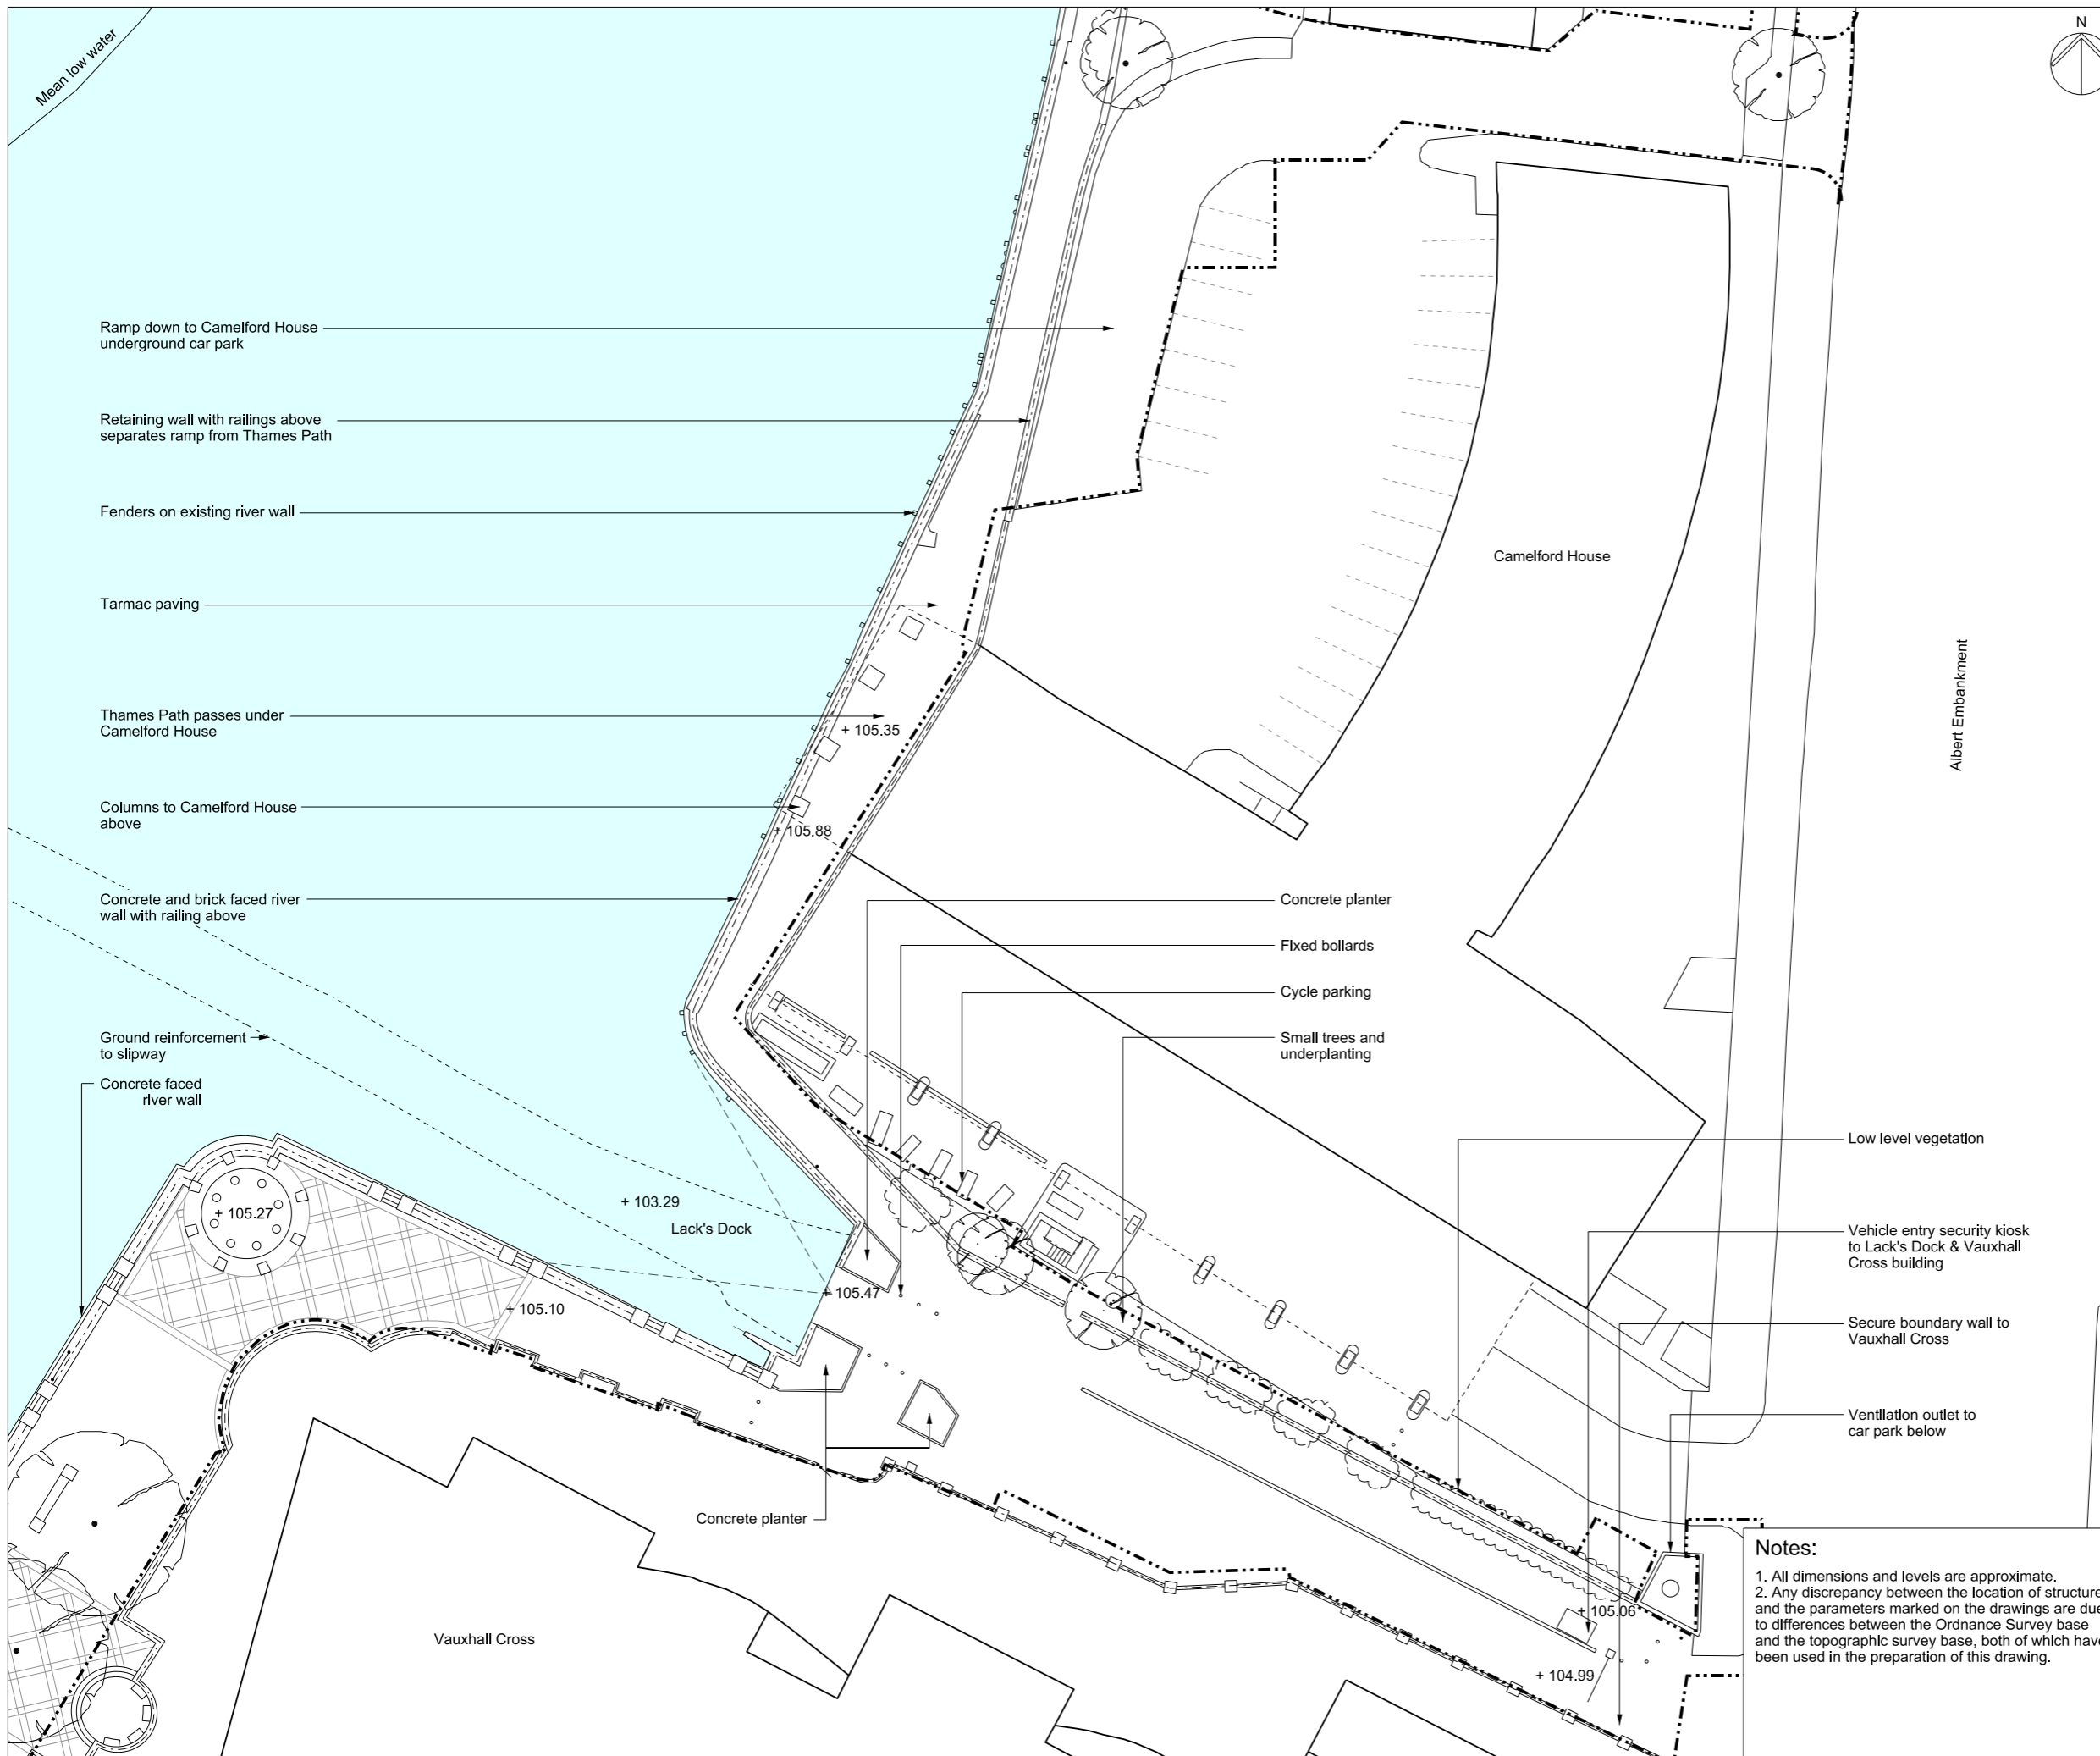 Mean low water
N
Ramp down to Camelford House
underground car park
Retaining wall with railings above
separates ramp from Thames Path
Fenders on existing river wall
Tarmac paving
Thames Path passes under
Camelford House
Columns to Camelford House
above
Concrete and brick faced river
wall with railing above
Ground reinforcement
to slipway
Concrete faced
river wall
Camelford House
Albert Embankment
+ 105.35
+ 105.88
Concrete planter
Fixed bollards
Cycle parking
Small trees and
underplanting
Low level vegetation
Vehicle entry security kiosk
to Lack's Dock & Vauxhall
Cross building
Secure boundary wall to
Vauxhall Cross
Ventilation outlet to
car park below
+ 103.29
Lack's Dock
+ 105.27
+ 105.47
+ 105.10
Concrete planter
Vauxhall Cross
+ 105.06
+ 104.99
Notes:
1. All dimensions and levels are approximate.
2. Any discrepancy between the location of structure
and the parameters marked on the drawings are due
to differences between the Ordnance Survey base
and the topographic survey base, both of which have
been used in the preparation of this drawing.